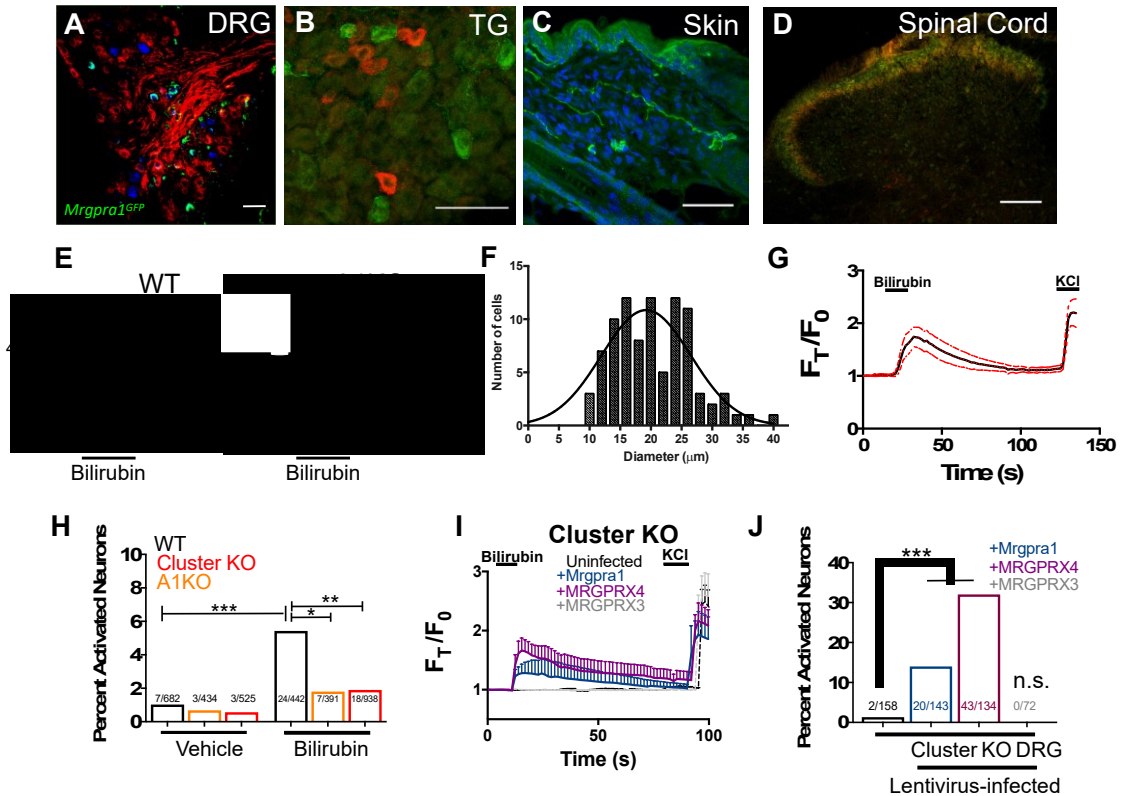 A DRG
Mrgpra1GFP
B TG
C Skin
D Spinal Cord
E
WT
Bilirubin
Bilirubin
F
Number of cells
15
10
5
0
0 5 10 15 20 25 30 35 40
Diameter (μm)
G
Bilirubin
KCl
FT/F0
3
2
1
0
0 50 100 150
Time (s)
H
WT
Cluster KO
A1KO
Percent Activated Neurons
10
8
6
4
2
0
***
**
*
7/682 3/434 3/525 24/442 7/391 18/938
Vehicle Bilirubin
I
Cluster KO
Bilirubin
KCl
Uninfected
+Mrgpra1
+MRGPRX4
+MRGPRX3
FT/F0
3
2
1
0 100
Time (s)
J
+Mrgpra1
+MRGPRX4
+MRGPRX3
Percent Activated Neurons
40
30
20
10
0
***
n.s.
2/158 20/143 43/134 0/72
Cluster KO DRG
Lentivirus-infected